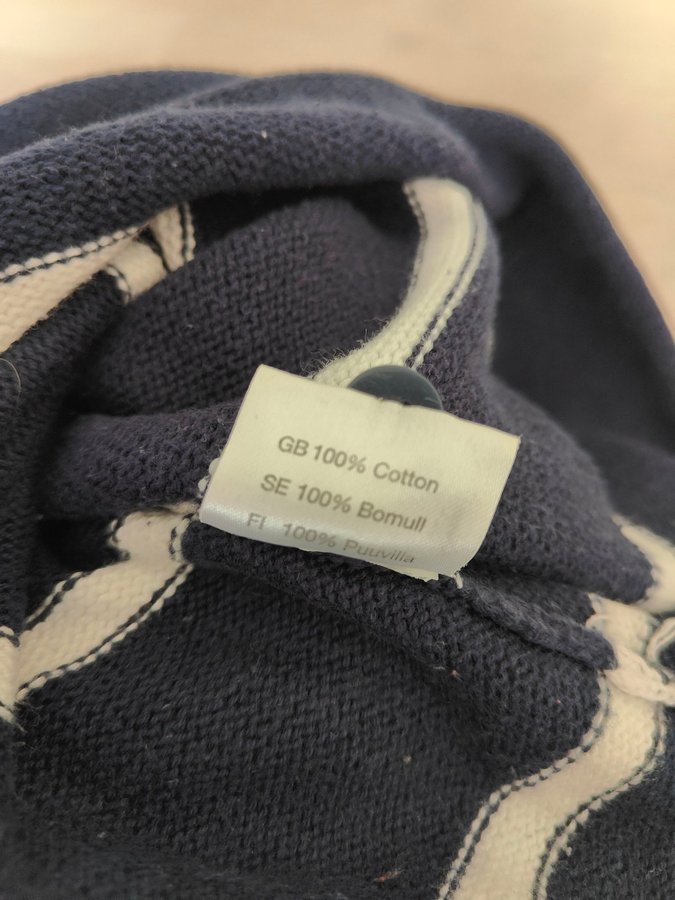 GB 100% Cotton
SE 100% Bomull
FI 100% Puuvilla